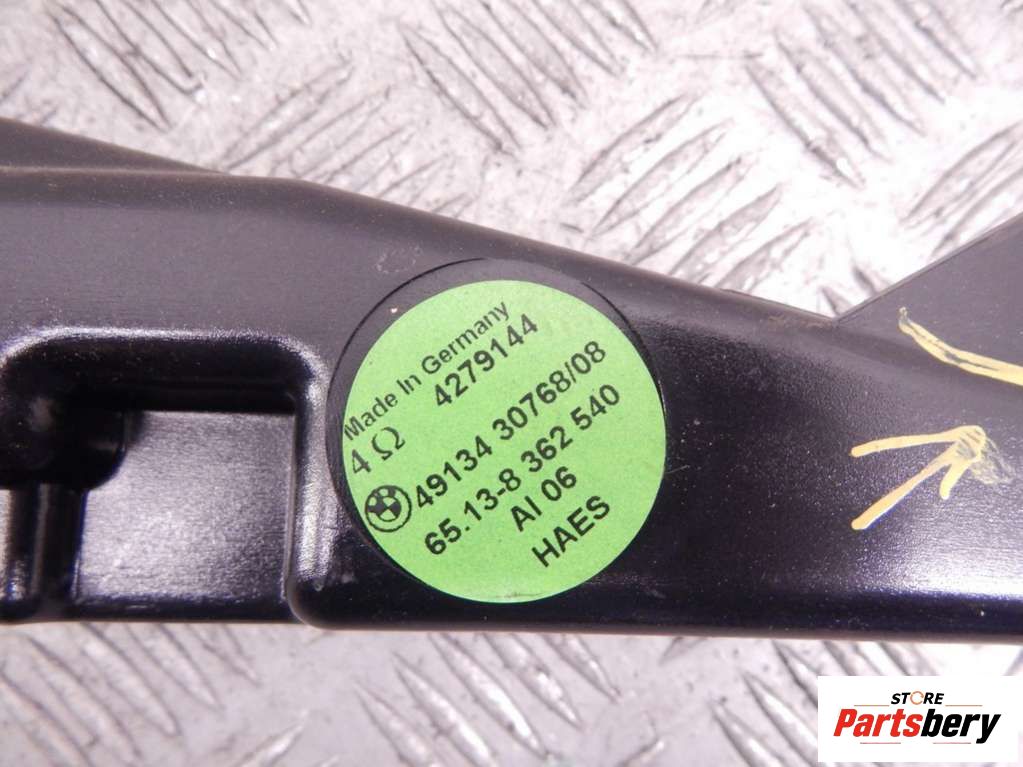 Made In Germany
4279144
4 Ω
49134 30768/08
65.13-8 362 540
AI 06
HAES
STORE
Partsbery